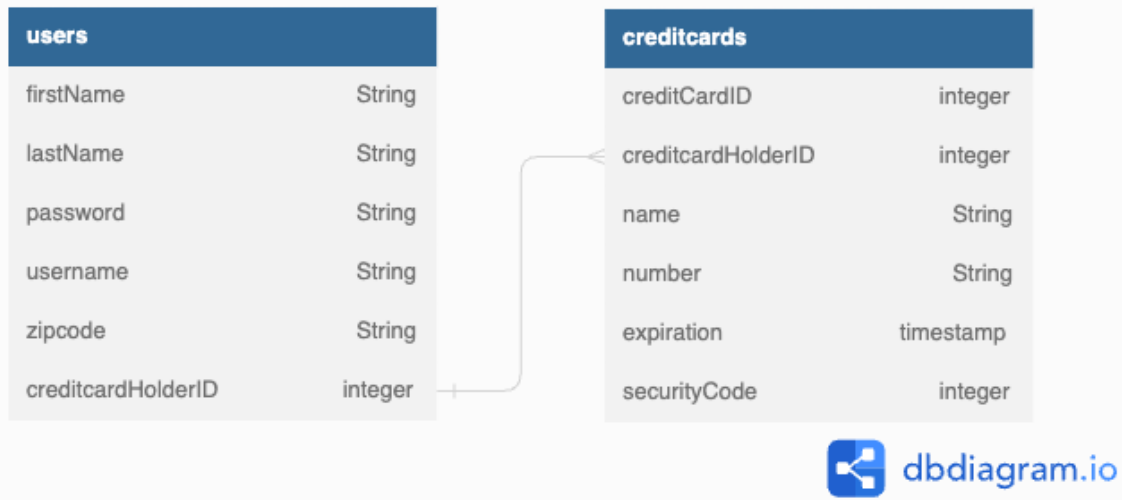 users
firstName String
lastName String
password String
username String
zipcode String
creditcardHolderID integer
creditcards
creditCardID integer
creditcardHolderID integer
name String
number String
expiration timestamp
securityCode integer
dbdiagram.io